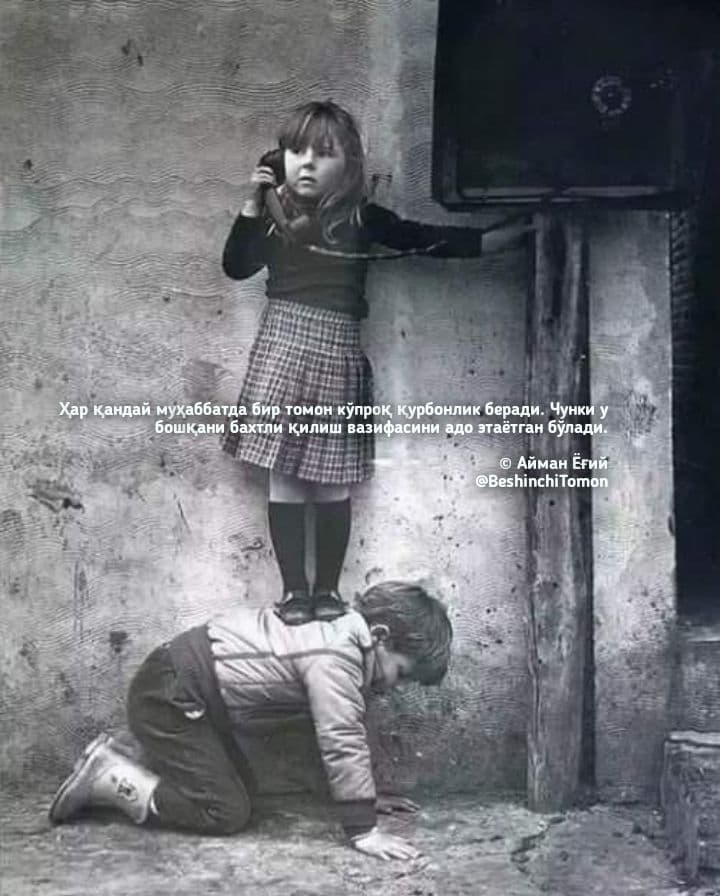 Ҳар қандай муҳаббатда бир томон кўпроқ қурбонлик беради. Чунки у
бошқани бахтли қилиш вазифасини адо этаётган бўлади.
© Айман Ёғий
@BeshinchiTomon